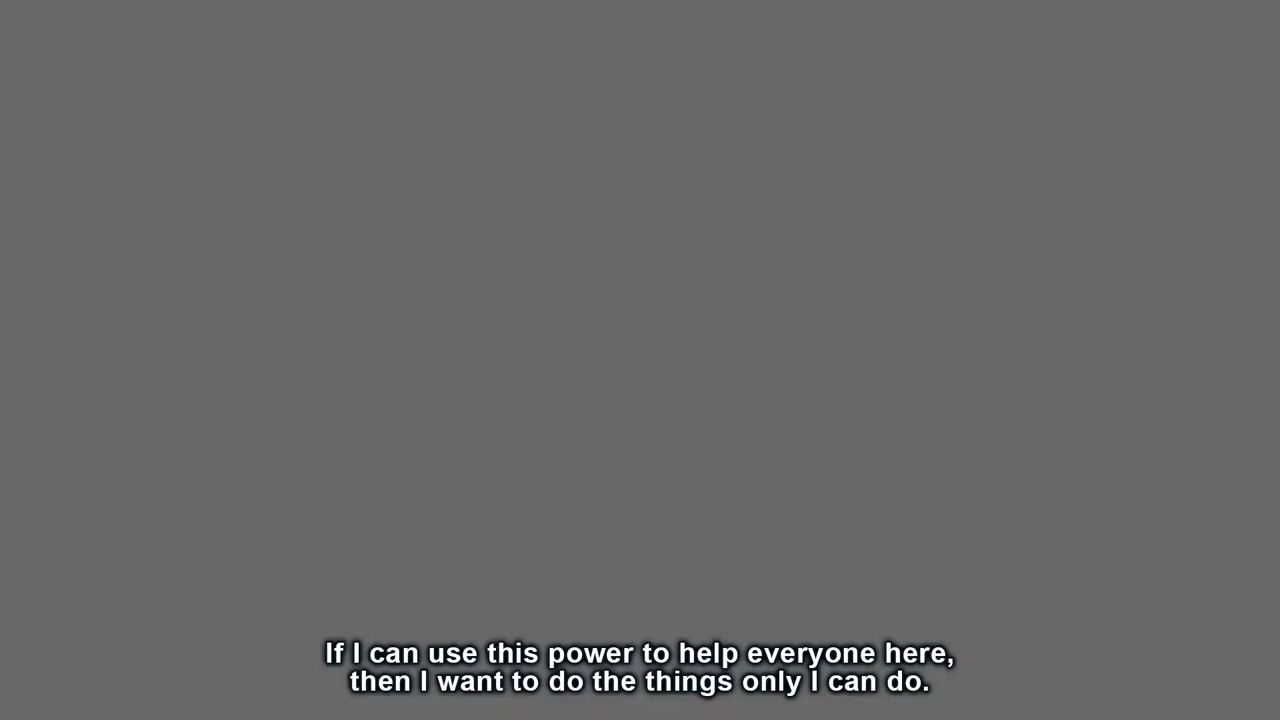 If I can use this power to help everyone here,
then I want to do the things only I can do.